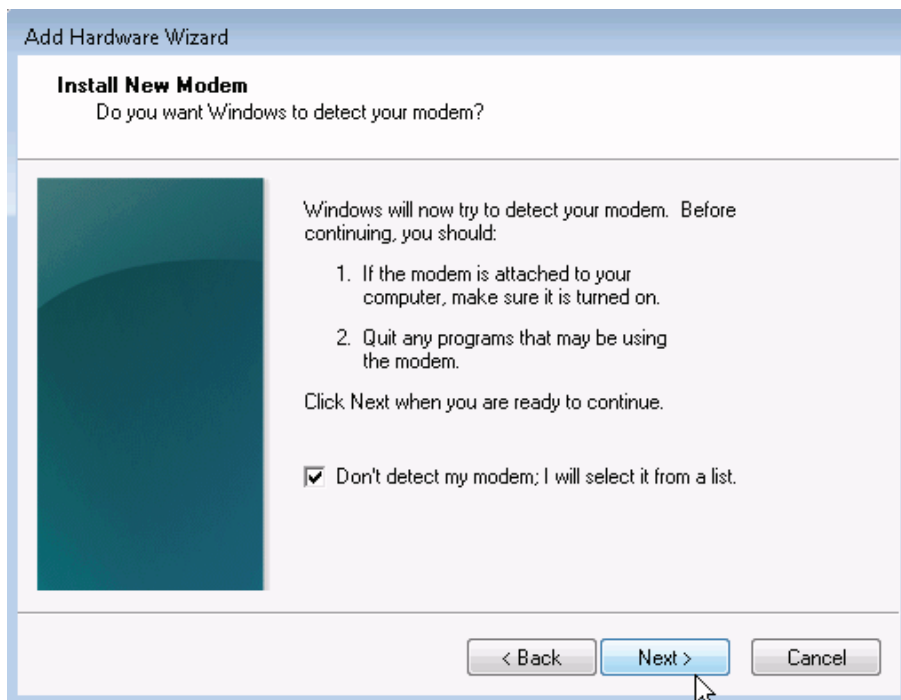 Add Hardware Wizard
Install New Modem
Do you want Windows to detect your modem?
Windows will now try to detect your modem. Before
continuing, you should:
1. If the modem is attached to your
computer, make sure it is turned on.
2. Quit any programs that may be using
the modem.
Click Next when you are ready to continue.
Don't detect my modem; I will select it from a list.
< Back Next > Cancel